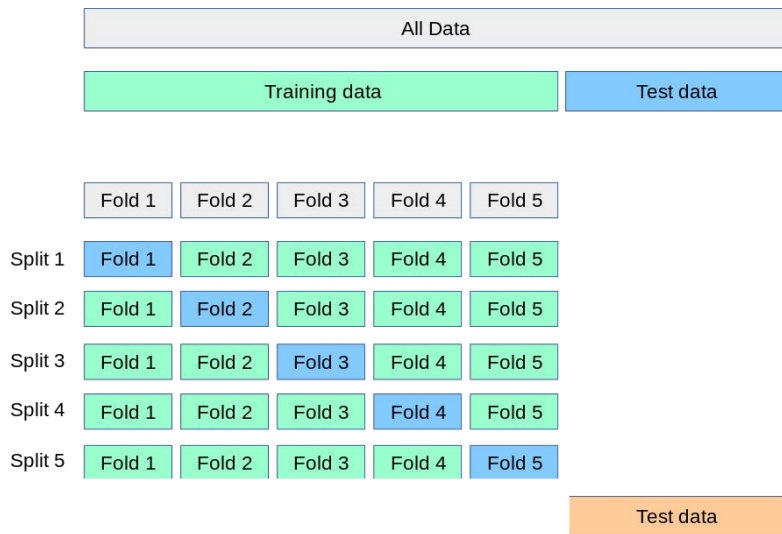 All Data
Training data Test data
Fold 1 Fold 2 Fold 3 Fold 4 Fold 5
Split 1 Fold 1 Fold 2 Fold 3 Fold 4 Fold 5
Split 2 Fold 1 Fold 2 Fold 3 Fold 4 Fold 5
Split 3 Fold 1 Fold 2 Fold 3 Fold 4 Fold 5
Split 4 Fold 1 Fold 2 Fold 3 Fold 4 Fold 5
Split 5 Fold 1 Fold 2 Fold 3 Fold 4 Fold 5
Test data